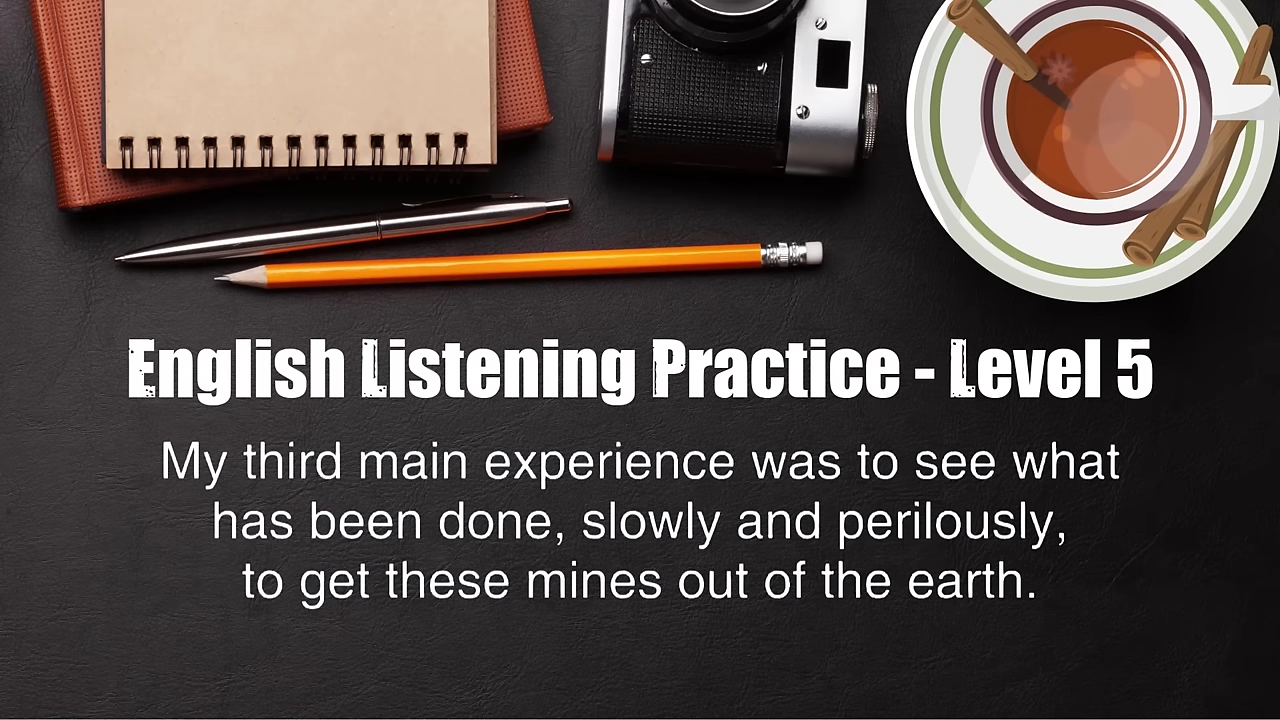 English Listening Practice - Level 5
My third main experience was to see what
has been done, slowly and perilously,
to get these mines out of the earth.